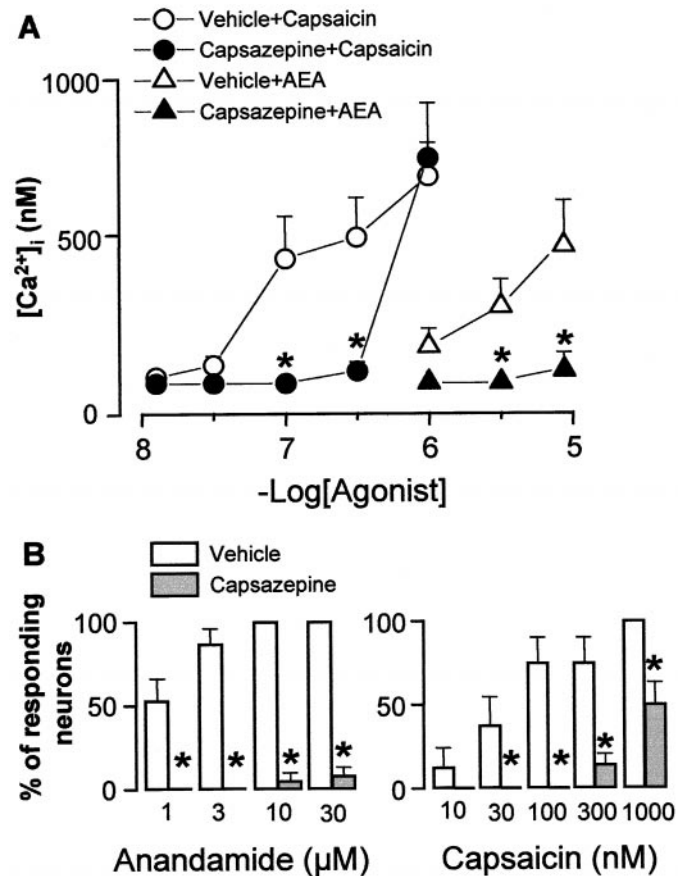 A
Vehicle+Capsaicin
Capsazepine+Capsaicin
Vehicle+AEA
Capsazepine+AEA
1000
500
0
[Ca²⁺]ᵢ (nM)
* * * *
8 7 6 5
-Log[Agonist]
B
Vehicle
Capsazepine
% of responding
neurons
100
50
0
* * * *
1 3 10 30
Anandamide (µM)
100
50
0
* * * *
10 30 100 300 1000
Capsaicin (nM)